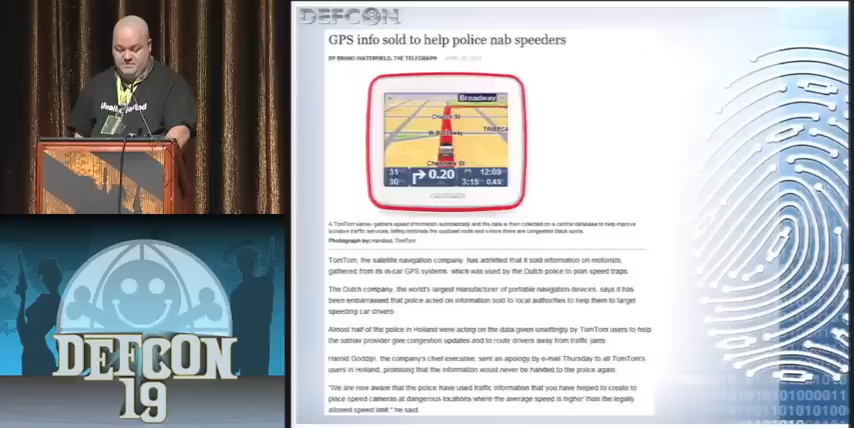 DEFCON
GPS info sold to help police nab speeders
BY BRUNO WATERFIELD, THE TELEGRAPH
Broadway
Church St
W. Broadway
TRIBECA
Chambers St
31
30
0.20
12:09
3:15
0.45
A TomTom satnav gathers speed information automatically and this data is then collected on a central database to help improve
lucrative traffic services, telling motorists the quickest route and where there are congestion black spots.
Photograph by: Handout, TomTom
TomTom, the satellite navigation company, has admitted that it sold information on motorists,
gathered from its in-car GPS systems, which was used by the Dutch police to plan speed traps.
The Dutch company, the world's largest manufacturer of portable navigation devices, says it has
been embarrassed that police acted on information sold to local authorities to help them to target
speeding car drivers.
Almost half of the police in Holland were acting on the data given unwittingly by TomTom users to help
the satnav provider give congestion updates and to route drivers away from traffic jams.
Harold Goddijn, the company's chief executive, sent an apology by e-mail Thursday to all TomTom's
users in Holland, promising that the information would never be handed to the police again.
"We are now aware that the police have used traffic information that you have helped to create to
place speed cameras at dangerous locations where the average speed is higher than the legally
allowed speed limit," he said.
DEFCON
19